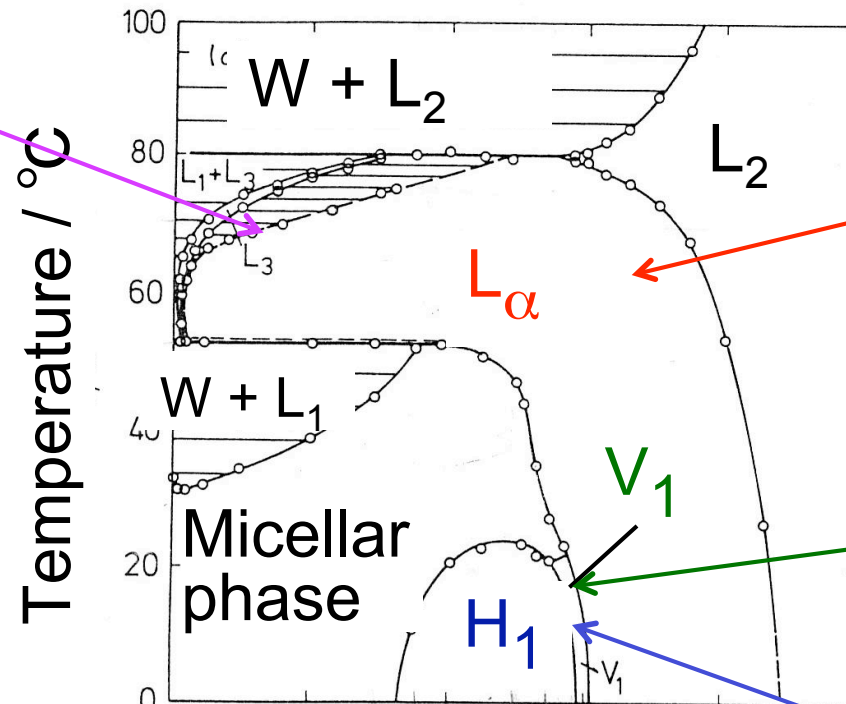 100
W + L2
80
L2
L1+L3
L3
Temperature / °C
60
Lα
W + L1
40
V1
Micellar
phase
20
H1
V1
0